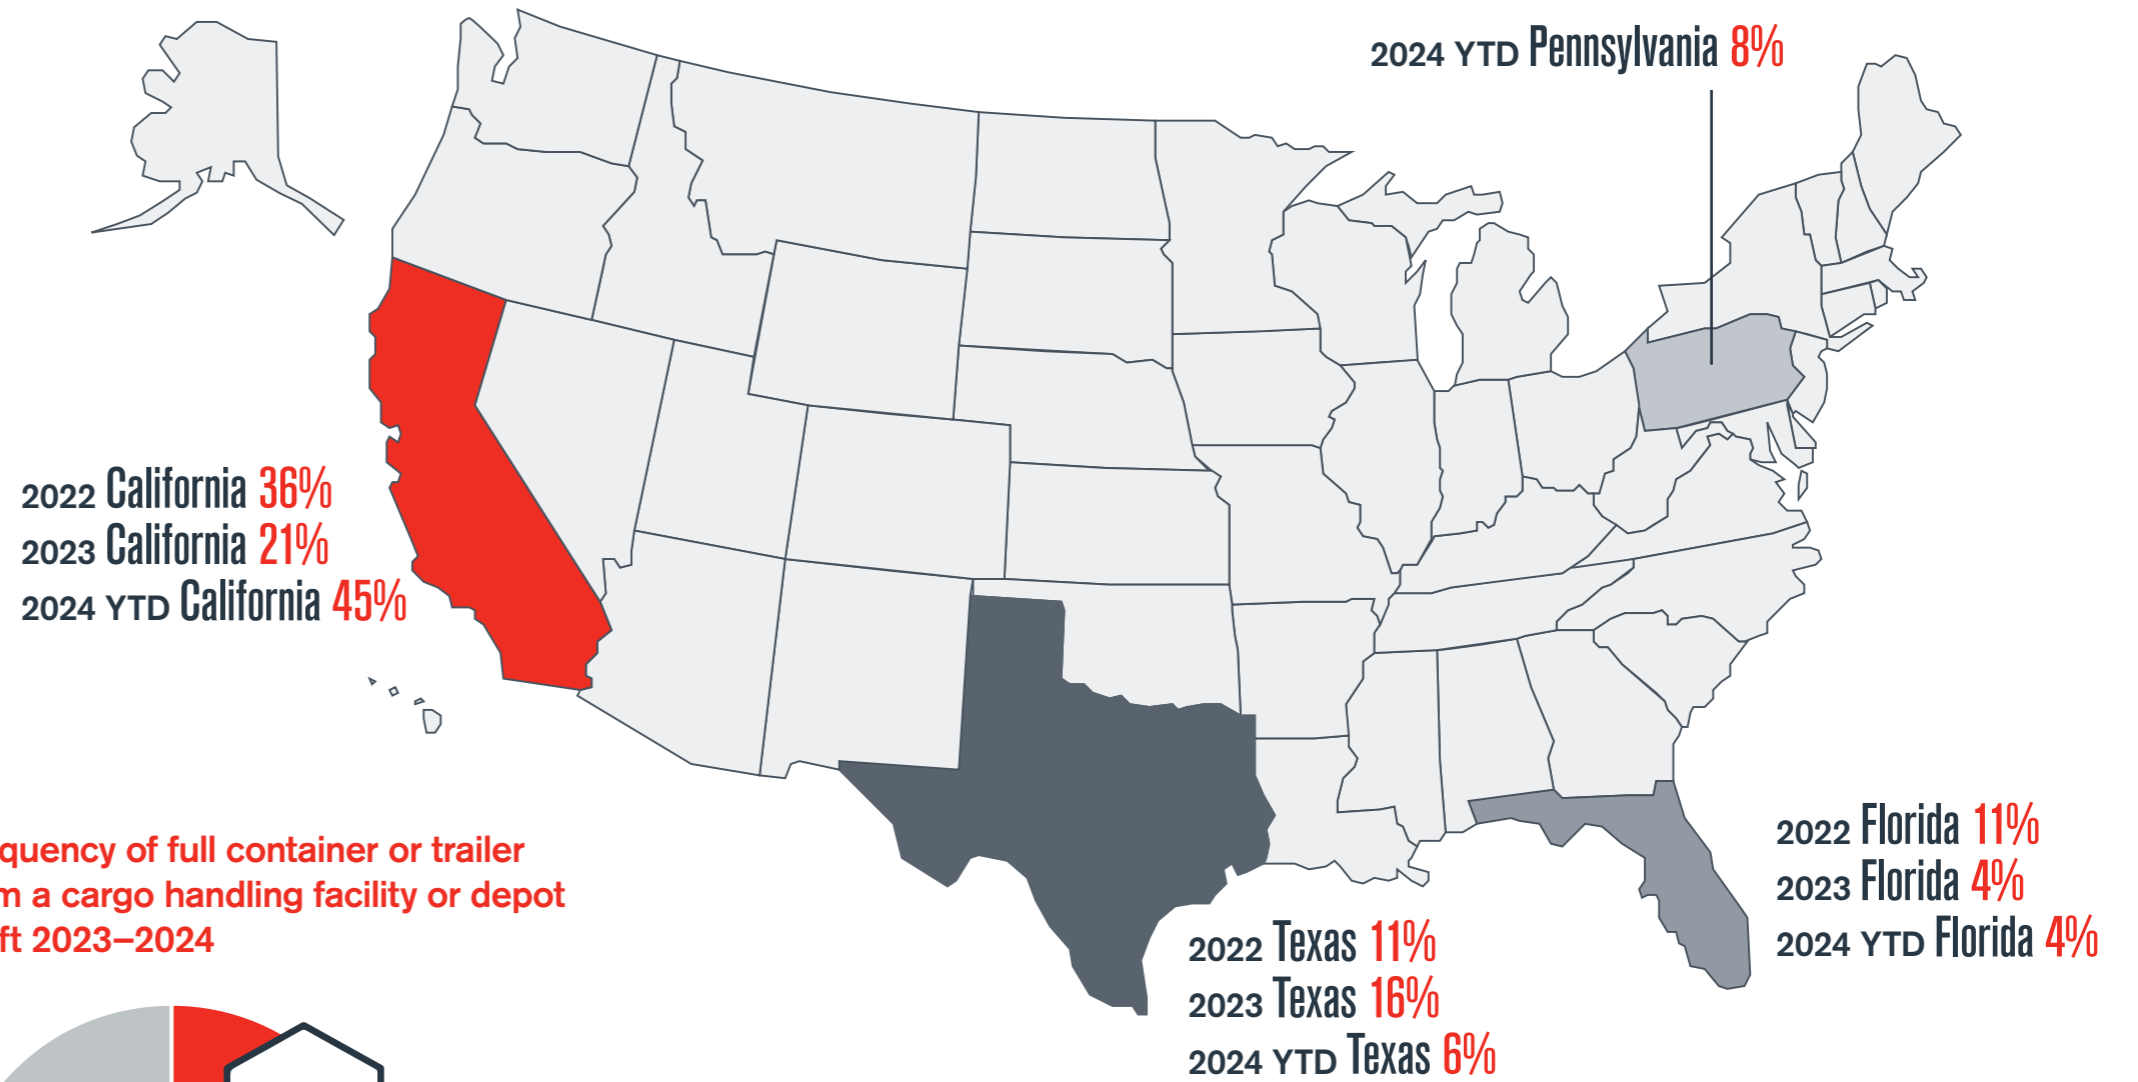 2024 YTD Pennsylvania 8%
2022 California 36%
2023 California 21%
2024 YTD California 45%
of full container or trailer
a cargo handling facility or depot
2023–2024
2022 Florida 11%
2023 Florida 4%
2024 YTD Florida 4%
2022 Texas 11%
2023 Texas 16%
2024 YTD Texas 6%